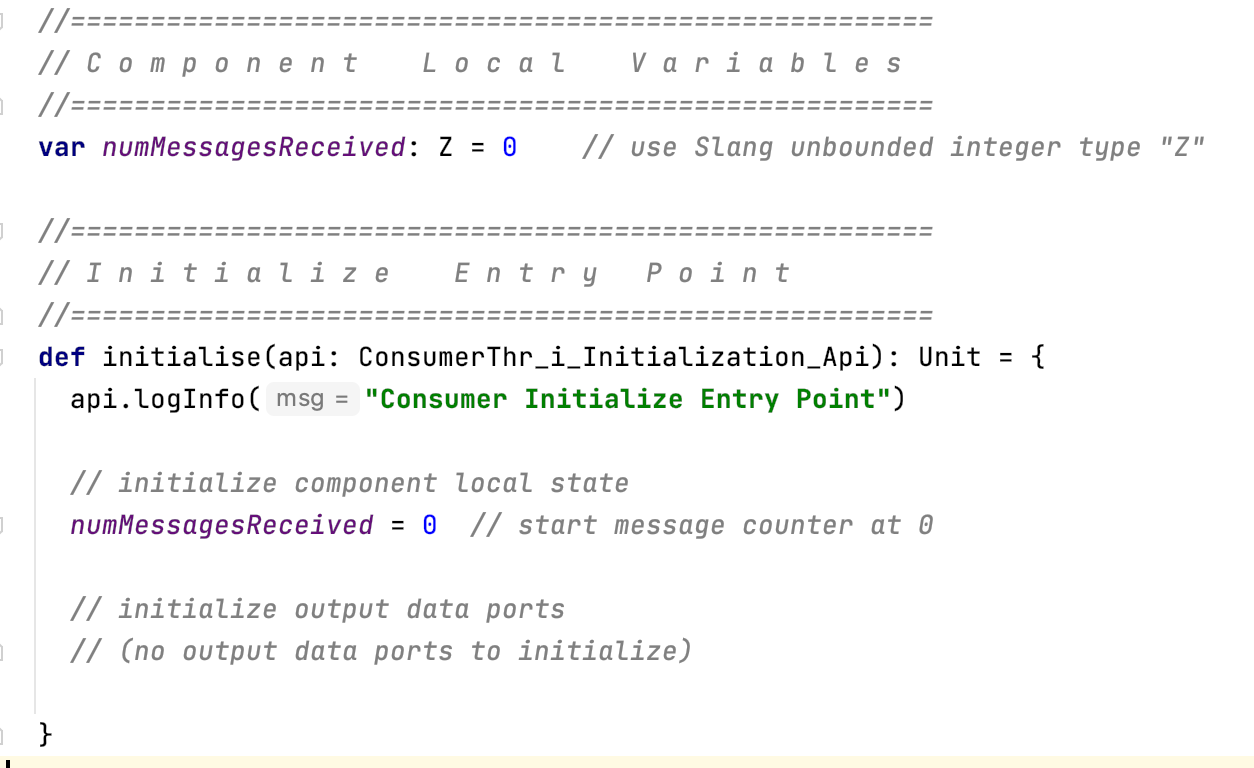 //======================================================
// C o m p o n e n t    L o c a l    V a r i a b l e s
//======================================================
var numMessagesReceived: Z = 0    // use Slang unbounded integer type "Z"
//======================================================
// I n i t i a l i z e    E n t r y   P o i n t
//======================================================
def initialise(api: ConsumerThr_i_Initialization_Api): Unit = {
  api.logInfo( msg = "Consumer Initialize Entry Point")
  // initialize component local state
  numMessagesReceived = 0  // start message counter at 0
  // initialize output data ports
  // (no output data ports to initialize)
}